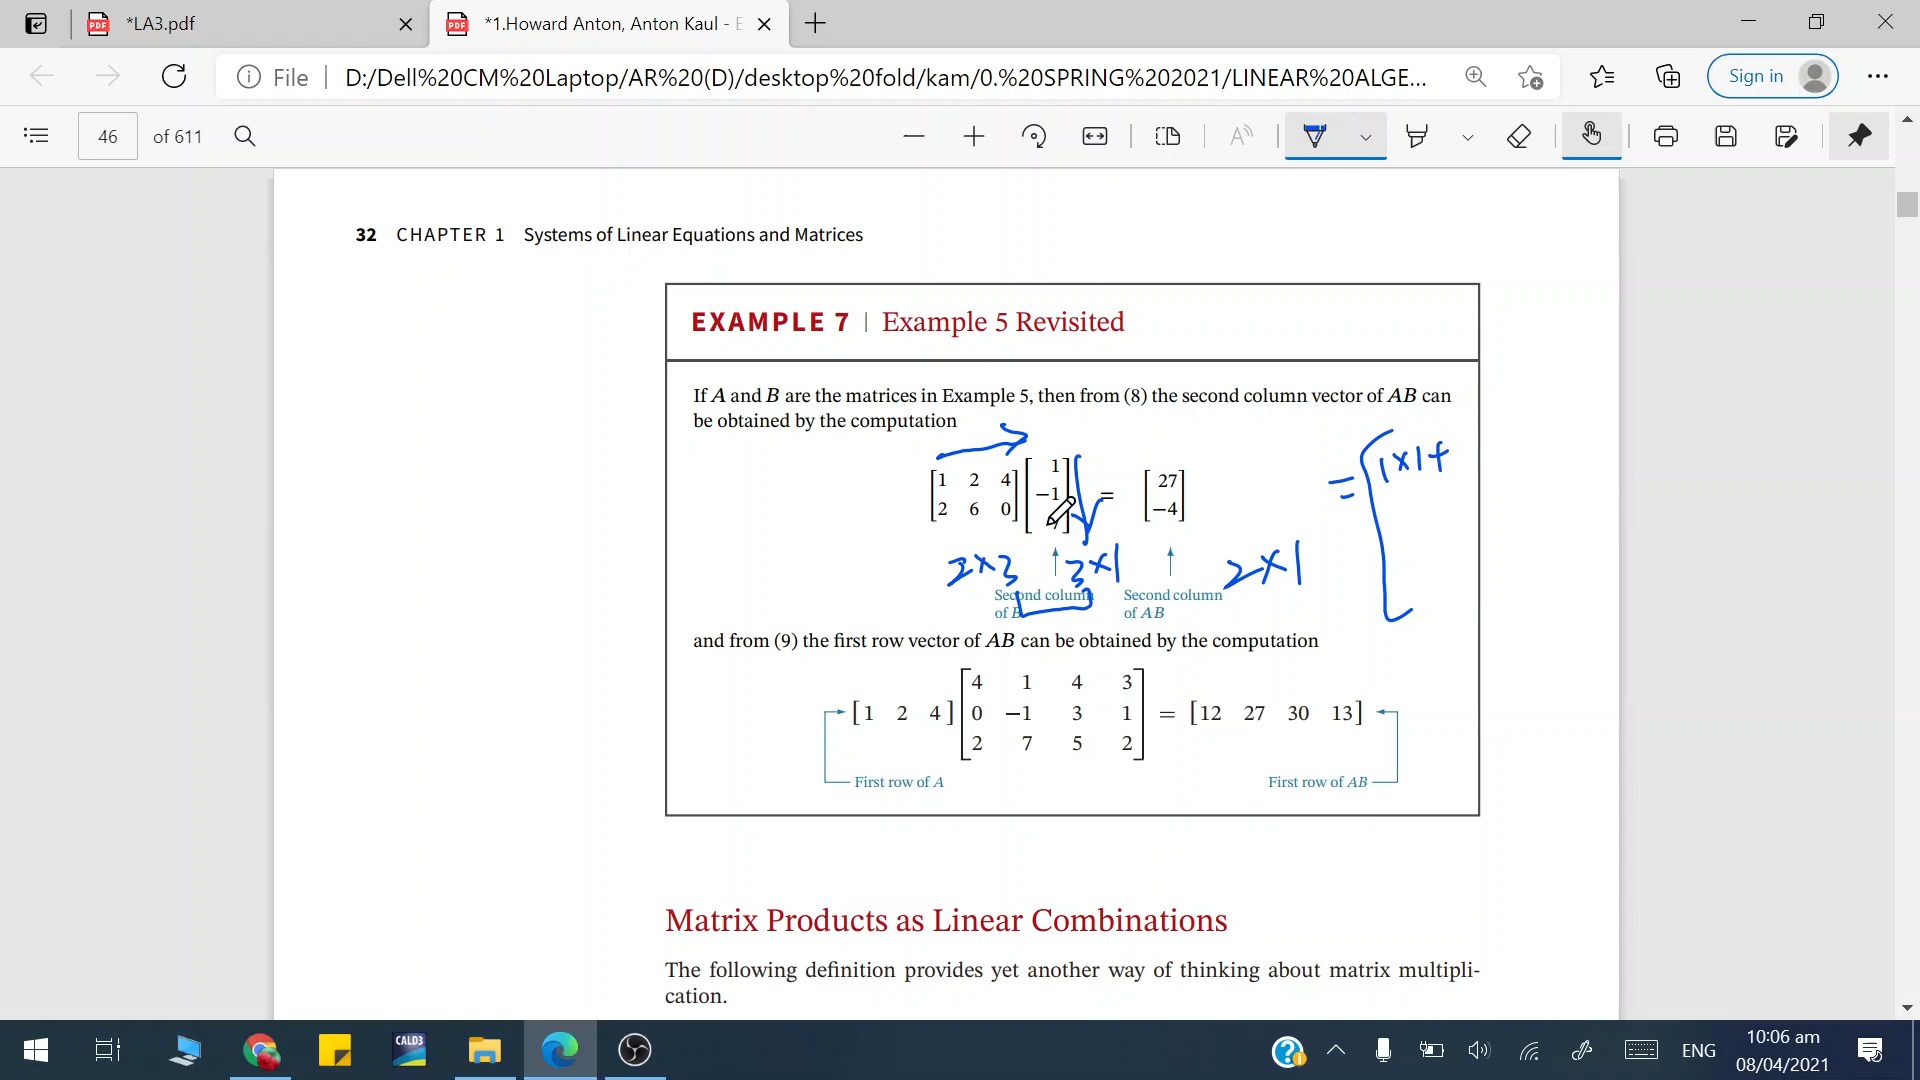 *LA3.pdf
*1.Howard Anton, Anton Kaul - E
File
D:/Dell%20CM%20Laptop/AR%20(D)/desktop%20fold/kam/0.%20SPRING%202021/LINEAR%20ALGE...
Sign in
46 of 611
32 CHAPTER 1 Systems of Linear Equations and Matrices
EXAMPLE 7 | Example 5 Revisited
If A and B are the matrices in Example 5, then from (8) the second column vector of AB can
be obtained by the computation
1 2 4 1 27
2 6 0 −1 −4
7
= 1×1+
2×3 3×1 2×1
Second column of B
Second column of AB
and from (9) the first row vector of AB can be obtained by the computation
4 1 4 3
[1 2 4] 0 −1 3 1 = [12 27 30 13]
2 7 5 2
First row of A
First row of AB
Matrix Products as Linear Combinations
The following definition provides yet another way of thinking about matrix multipli-
cation.
CALD3
ENG
10:06 am
08/04/2021